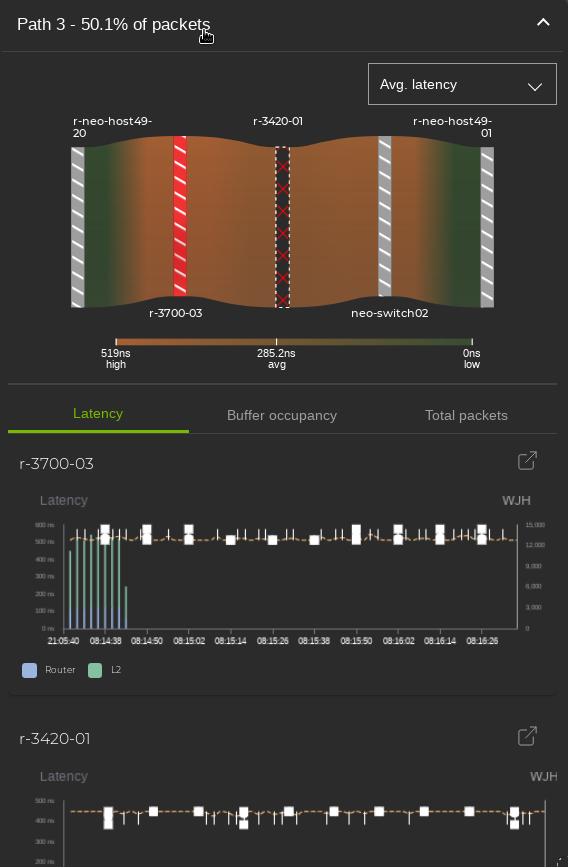 Path 3 - 50.1% of packets
Avg. latency
r-neo-host49-
20
r-3420-01
r-neo-host49-
01
r-3700-03
neo-switch02
519ns
high
285.2ns
avg
0ns
low
Latency
Buffer occupancy
Total packets
r-3700-03
Latency
WJH
600 ns
500 ns
400 ns
300 ns
200 ns
100 ns
0 ns
15,000
12,000
9,000
6,000
3,000
0
21:05:40 08:14:38 08:14:50 08:15:02 08:15:14 08:15:26 08:15:38 08:15:50 08:16:02 08:16:14 08:16:26
Router
L2
r-3420-01
Latency
WJH
500 ns
400 ns
300 ns
200 ns